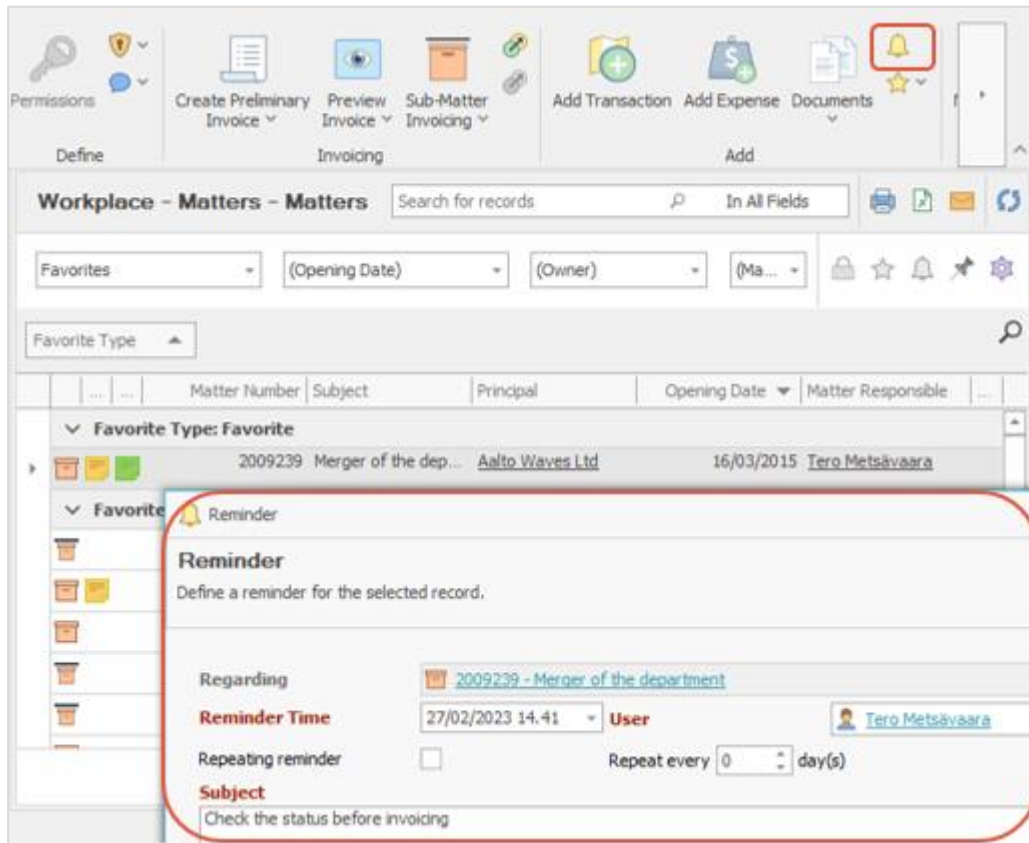 Permissions
Create Preliminary Invoice
Preview Invoice
Sub-Matter Invoicing
Add Transaction
Add Expense
Documents
Define
Invoicing
Add
Workplace - Matters - Matters
Search for records
In All Fields
Favorites
(Opening Date)
(Owner)
(Ma...
Favorite Type
... ... Matter Number Subject Principal Opening Date Matter Responsible ...
Favorite Type: Favorite
2009239 Merger of the dep... Aalto Waves Ltd 16/03/2015 Tero Metsävaara
Favorite
Reminder
Reminder
Define a reminder for the selected record.
Regarding 2009239 - Merger of the department
Reminder Time 27/02/2023 14.41 User Tero Metsävaara
Repeating reminder Repeat every 0 day(s)
Subject
Check the status before invoicing